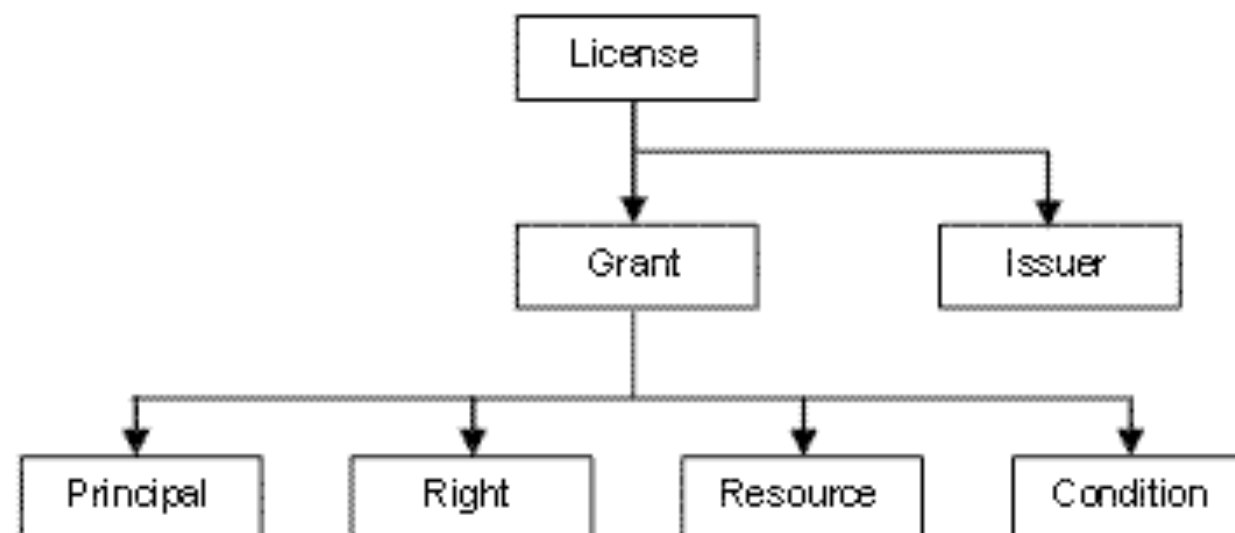 License
Grant
Issuer
Principal
Right
Resource
Condition